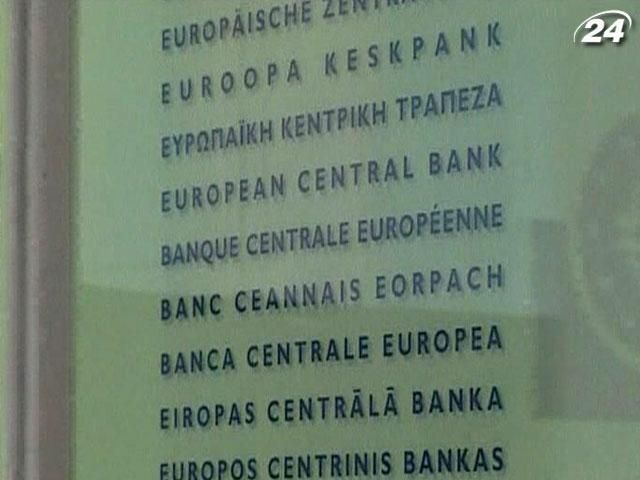 24
EUROPÄISCHE
EUROOPA KESKPANK
ΕΥΡΩΠΑΪΚΗ ΚΕΝΤΡΙΚΗ ΤΡΑΠΕΖΑ
EUROPEAN CENTRAL BANK
BANQUE CENTRALE EUROPÉENNE
BANC CEANNAIS EORPACH
BANCA CENTRALE EUROPEA
EIROPAS CENTRĀLĀ BANKA
EUROPOS CENTRINIS BANKAS